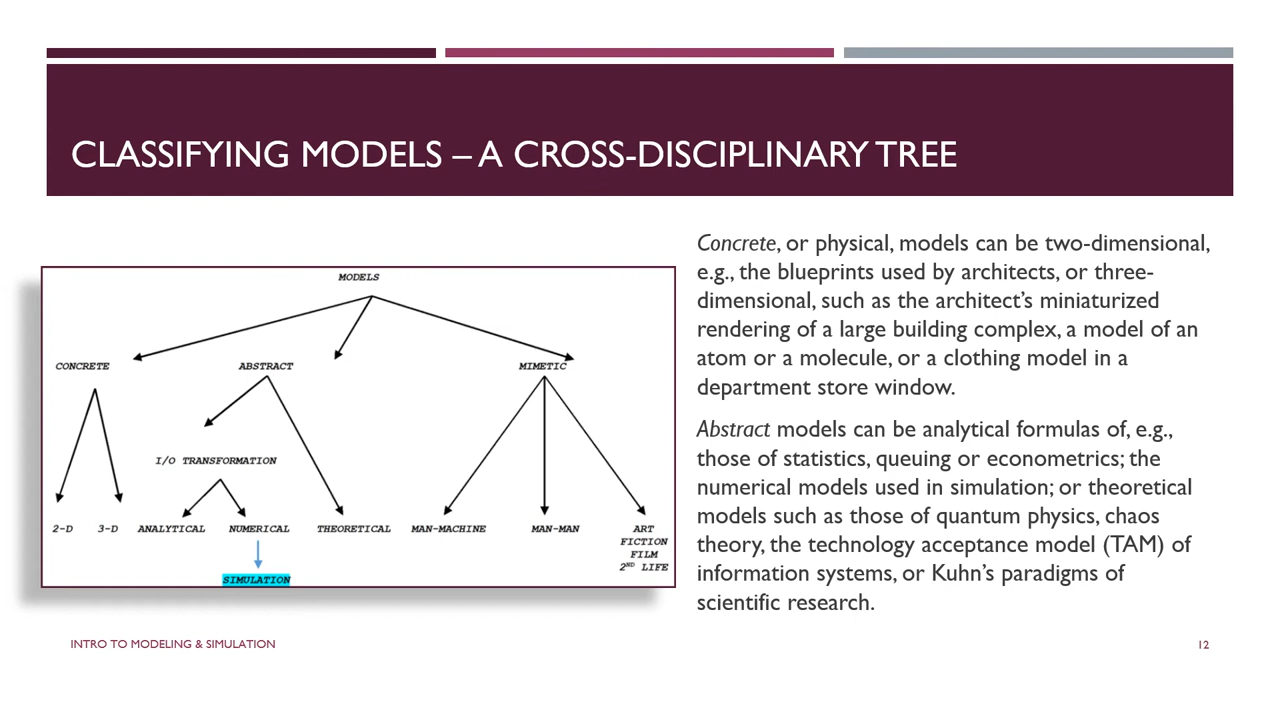 CLASSIFYING MODELS – A CROSS-DISCIPLINARY TREE
MODELS
CONCRETE ABSTRACT MIMETIC
I/O TRANSFORMATION
2-D 3-D ANALYTICAL NUMERICAL THEORETICAL MAN-MACHINE MAN-MAN ART
FICTION
FILM
2ND LIFE
SIMULATION
Concrete, or physical, models can be two-dimensional,
e.g., the blueprints used by architects, or three-
dimensional, such as the architect’s miniaturized
rendering of a large building complex, a model of an
atom or a molecule, or a clothing model in a
department store window.
Abstract models can be analytical formulas of, e.g.,
those of statistics, queuing or econometrics; the
numerical models used in simulation; or theoretical
models such as those of quantum physics, chaos
theory, the technology acceptance model (TAM) of
information systems, or Kuhn’s paradigms of
scientific research.
INTRO TO MODELING & SIMULATION
12